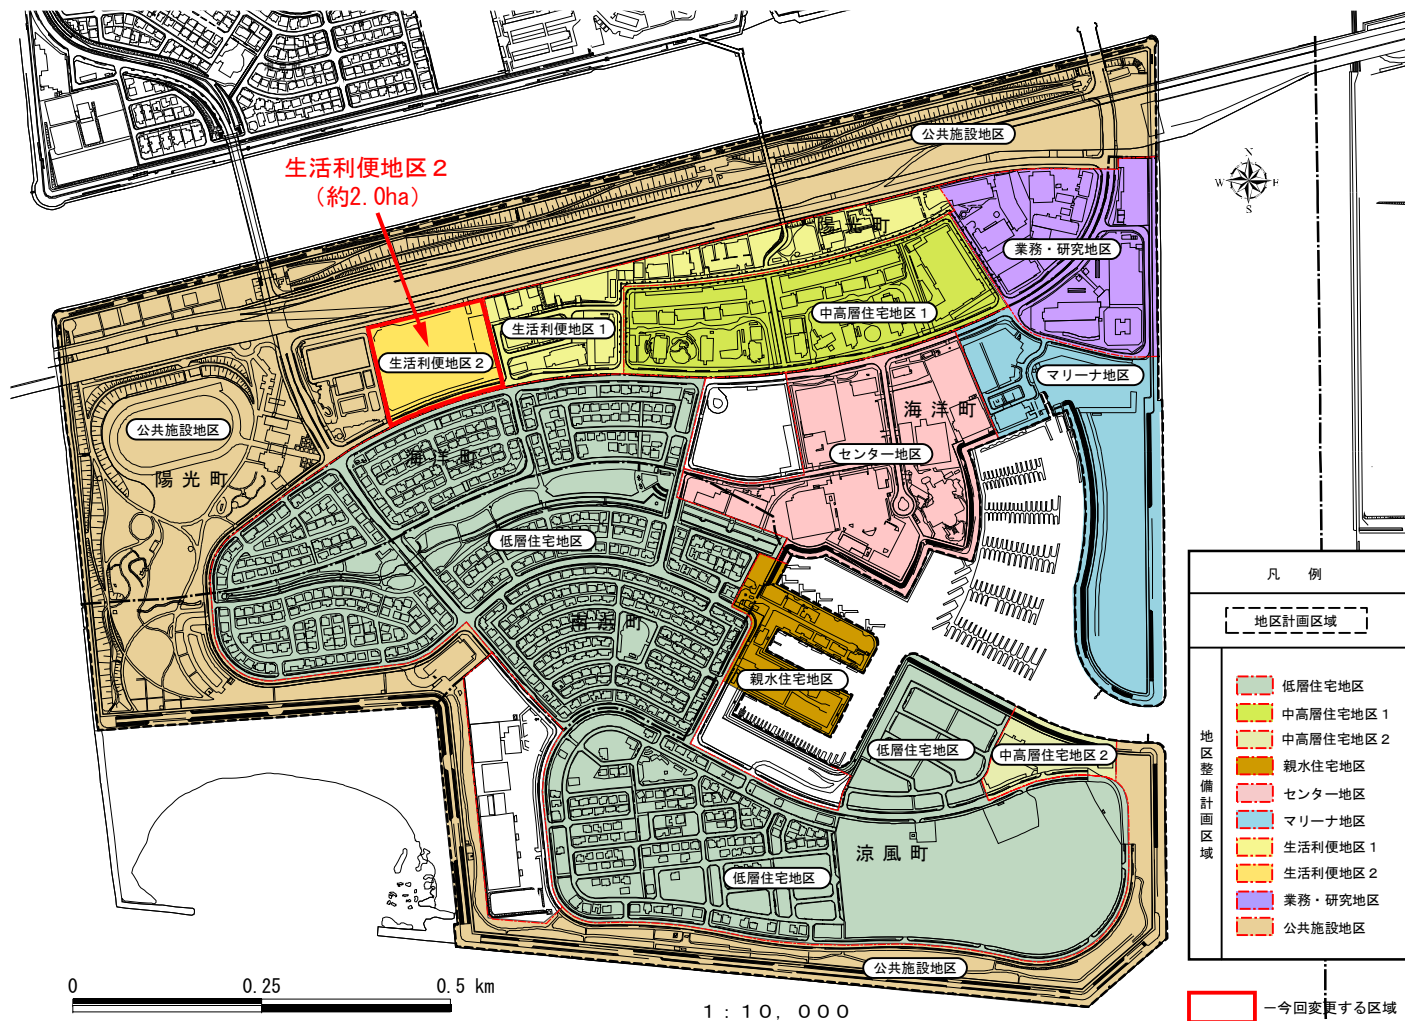 公共施設地区
生活利便地区2
(約2.0ha)
N
W
E
S
陽光町
業務・研究地区
生活利便地区1
中高層住宅地区1
生活利便地区2
マリーナ地区
海洋町
公共施設地区
センター地区
海洋町
陽光町
低層住宅地区
南浜町
親水住宅地区
低層住宅地区
中高層住宅地区2
涼風町
低層住宅地区
公共施設地区
凡 例
地区計画区域
地区整備計画区域
低層住宅地区
中高層住宅地区1
中高層住宅地区2
親水住宅地区
センター地区
マリーナ地区
生活利便地区1
生活利便地区2
業務・研究地区
公共施設地区
0 0.25 0.5 km
1:10,000
―今回変更する区域